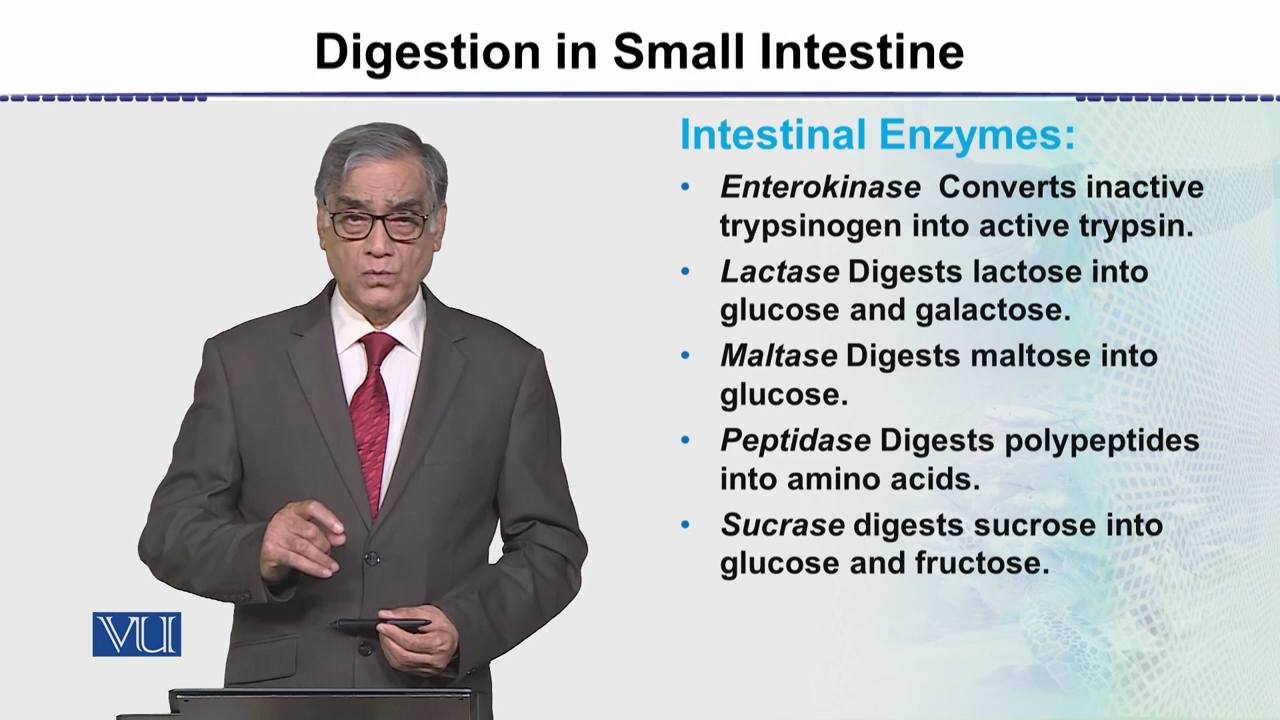 Digestion in Small Intestine
Intestinal Enzymes:
• Enterokinase Converts inactive
trypsinogen into active trypsin.
• Lactase Digests lactose into
glucose and galactose.
• Maltase Digests maltose into
glucose.
• Peptidase Digests polypeptides
into amino acids.
• Sucrase digests sucrose into
glucose and fructose.
VU